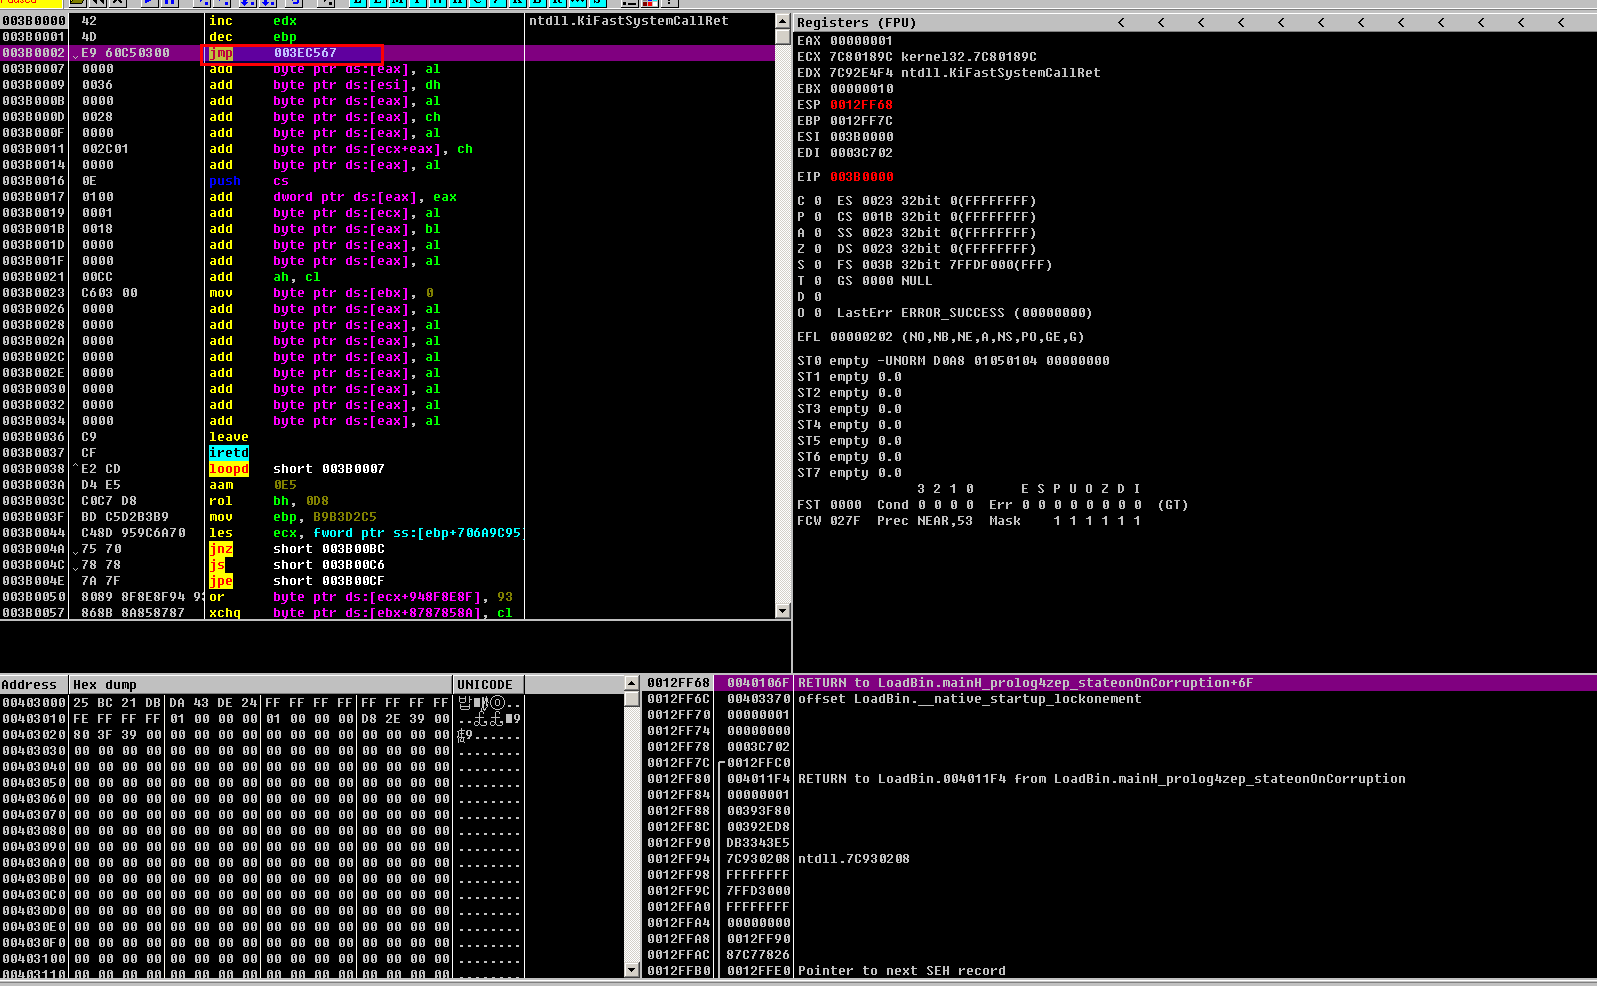 Paused
L E M T W H C / K B R ... S ?
003B0000 42 inc edx ntdll.KiFastSystemCallRet
003B0001 4D dec ebp
003B0002 E9 60C50300 jmp 003EC567
003B0007 0000 add byte ptr ds:[eax], al
003B0009 0036 add byte ptr ds:[esi], dh
003B000B 0000 add byte ptr ds:[eax], al
003B000D 0028 add byte ptr ds:[eax], ch
003B000F 0000 add byte ptr ds:[eax], al
003B0011 002C01 add byte ptr ds:[ecx+eax], ch
003B0014 0000 add byte ptr ds:[eax], al
003B0016 0E push cs
003B0017 0100 add dword ptr ds:[eax], eax
003B0019 0001 add byte ptr ds:[ecx], al
003B001B 0018 add byte ptr ds:[eax], bl
003B001D 0000 add byte ptr ds:[eax], al
003B001F 0000 add byte ptr ds:[eax], al
003B0021 00CC add ah, cl
003B0023 C603 00 mov byte ptr ds:[ebx], 0
003B0026 0000 add byte ptr ds:[eax], al
003B0028 0000 add byte ptr ds:[eax], al
003B002A 0000 add byte ptr ds:[eax], al
003B002C 0000 add byte ptr ds:[eax], al
003B002E 0000 add byte ptr ds:[eax], al
003B0030 0000 add byte ptr ds:[eax], al
003B0032 0000 add byte ptr ds:[eax], al
003B0034 0000 add byte ptr ds:[eax], al
003B0036 C9 leave
003B0037 CF iretd
003B0038 ^E2 CD loopd short 003B0007
003B003A D4 E5 aam 0E5
003B003C C0C7 D8 rol bh, 0D8
003B003F BD C5D2B3B9 mov ebp, B9B3D2C5
003B0044 C48D 959C6A70 les ecx, fword ptr ss:[ebp+706A9C95]
003B004A 75 70 jnz short 003B00BC
003B004C 78 78 js short 003B00C6
003B004E 7A 7F jpe short 003B00CF
003B0050 8089 8F8E8F94 93 or byte ptr ds:[ecx+948F8E8F], 93
003B0057 868B 8A858787 xchg byte ptr ds:[ebx+8787858A], cl
Registers (FPU) < < < < < < < < < < < <
EAX 00000001
ECX 7C80189C kernel32.7C80189C
EDX 7C92E4F4 ntdll.KiFastSystemCallRet
EBX 00000010
ESP 0012FF68
EBP 0012FF7C
ESI 003B0000
EDI 0003C702
EIP 003B0000
C 0 ES 0023 32bit 0(FFFFFFFF)
P 0 CS 001B 32bit 0(FFFFFFFF)
A 0 SS 0023 32bit 0(FFFFFFFF)
Z 0 DS 0023 32bit 0(FFFFFFFF)
S 0 FS 003B 32bit 7FFDF000(FFF)
T 0 GS 0000 NULL
D 0
O 0 LastErr ERROR_SUCCESS (00000000)
EFL 00000202 (NO,NB,NE,A,NS,PO,GE,G)
ST0 empty -UNORM D0A8 01050104 00000000
ST1 empty 0.0
ST2 empty 0.0
ST3 empty 0.0
ST4 empty 0.0
ST5 empty 0.0
ST6 empty 0.0
ST7 empty 0.0
3 2 1 0 E S P U O Z D I
FST 0000 Cond 0 0 0 0 Err 0 0 0 0 0 0 0 0 (GT)
FCW 027F Prec NEAR,53 Mask 1 1 1 1 1 1
Address Hex dump UNICODE
00403000 25 BC 21 DB DA 43 DE 24 FF FF FF FF FF FF FF FF
00403010 FE FF FF FF 01 00 00 00 01 00 00 00 D8 2E 39 00
00403020 80 3F 39 00 00 00 00 00 00 00 00 00 00 00 00 00
00403030 00 00 00 00 00 00 00 00 00 00 00 00 00 00 00 00 ........
00403040 00 00 00 00 00 00 00 00 00 00 00 00 00 00 00 00 ........
00403050 00 00 00 00 00 00 00 00 00 00 00 00 00 00 00 00 ........
00403060 00 00 00 00 00 00 00 00 00 00 00 00 00 00 00 00 ........
00403070 00 00 00 00 00 00 00 00 00 00 00 00 00 00 00 00 ........
00403080 00 00 00 00 00 00 00 00 00 00 00 00 00 00 00 00 ........
00403090 00 00 00 00 00 00 00 00 00 00 00 00 00 00 00 00 ........
004030A0 00 00 00 00 00 00 00 00 00 00 00 00 00 00 00 00 ........
004030B0 00 00 00 00 00 00 00 00 00 00 00 00 00 00 00 00 ........
004030C0 00 00 00 00 00 00 00 00 00 00 00 00 00 00 00 00 ........
004030D0 00 00 00 00 00 00 00 00 00 00 00 00 00 00 00 00 ........
004030E0 00 00 00 00 00 00 00 00 00 00 00 00 00 00 00 00 ........
004030F0 00 00 00 00 00 00 00 00 00 00 00 00 00 00 00 00 ........
00403100 00 00 00 00 00 00 00 00 00 00 00 00 00 00 00 00 ........
00403110 00 00 00 00 00 00 00 00 00 00 00 00 00 00 00 00 ........
0012FF68 0040106F RETURN to LoadBin.mainH_prolog4zep_stateonOnCorruption+6F
0012FF6C 00403370 offset LoadBin.__native_startup_lockonement
0012FF70 00000001
0012FF74 00000000
0012FF78 0003C702
0012FF7C 0012FFC0
0012FF80 004011F4 RETURN to LoadBin.004011F4 from LoadBin.mainH_prolog4zep_stateonOnCorruption
0012FF84 00000001
0012FF88 00393F80
0012FF8C 00392ED8
0012FF90 DB3343E5
0012FF94 7C930208 ntdll.7C930208
0012FF98 FFFFFFFF
0012FF9C 7FFD3000
0012FFA0 FFFFFFFF
0012FFA4 00000000
0012FFA8 0012FF90
0012FFAC 87C77826
0012FFB0 0012FFE0 Pointer to next SEH record